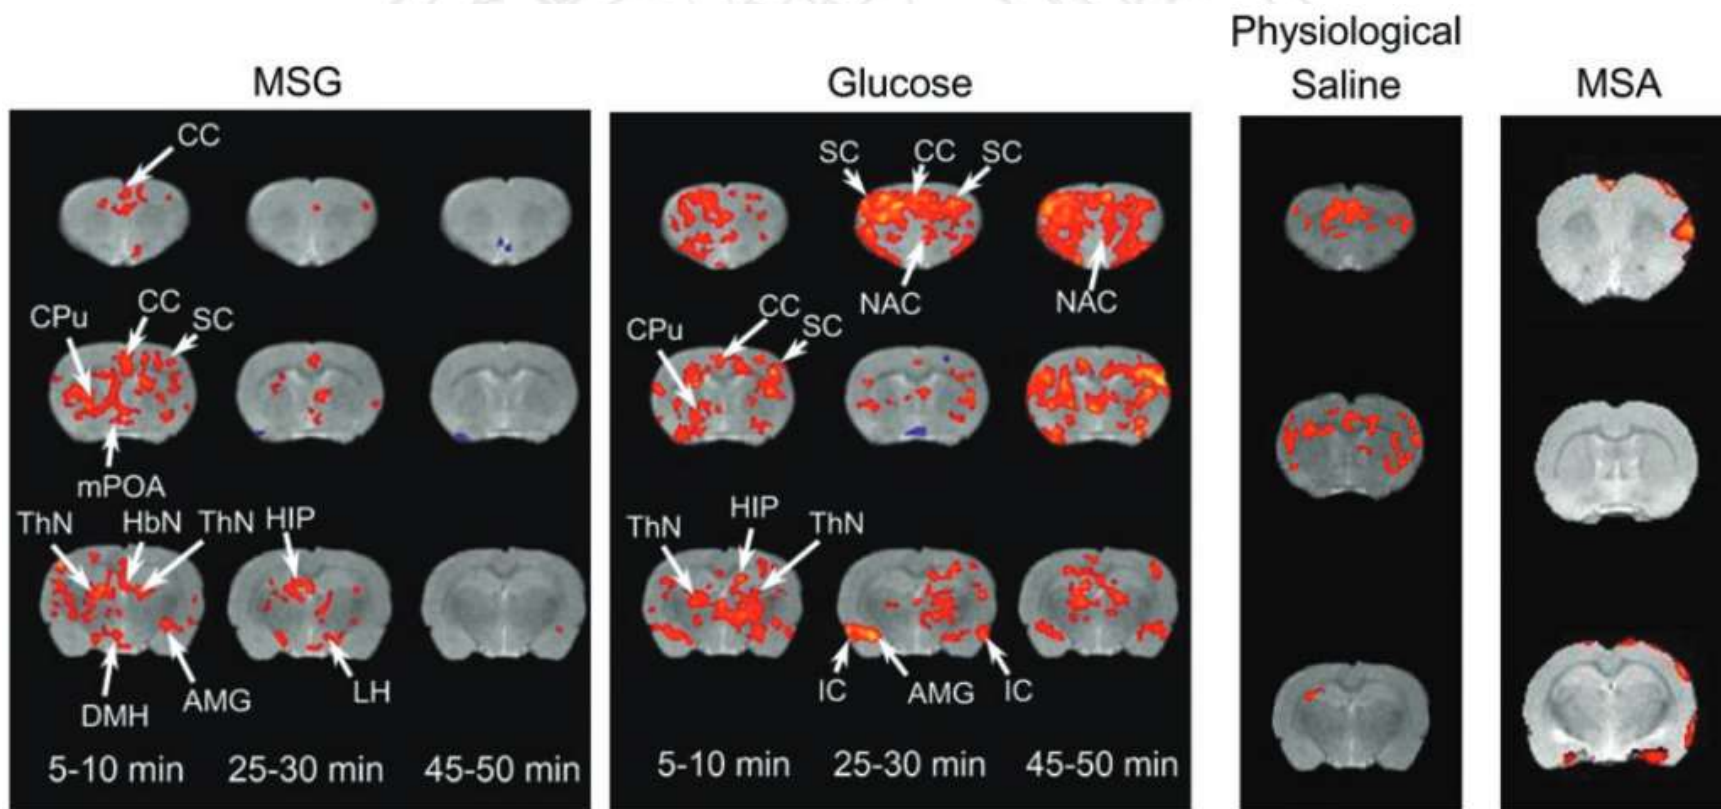 MSG
Glucose
Physiological
Saline
MSA
CC
CC
SC
CPu
mPOA
ThN
HbN
ThN
HIP
DMH
AMG
LH
5-10 min
25-30 min
45-50 min
SC
CC
SC
NAC
NAC
CC
SC
CPu
ThN
HIP
ThN
IC
AMG
IC
5-10 min
25-30 min
45-50 min